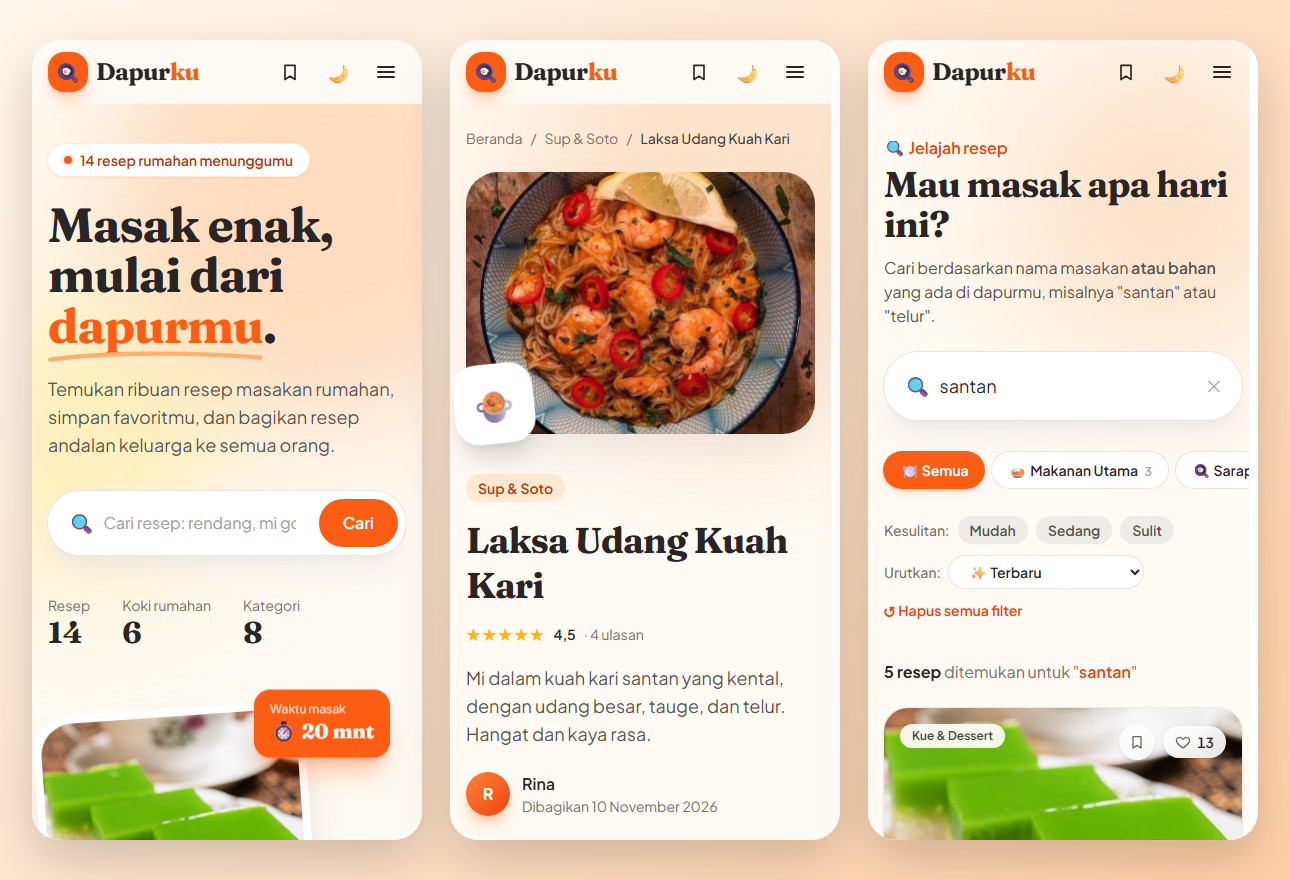 Dapurku
14 resep rumahan menunggumu
Masak enak,
mulai dari
dapurmu.
Temukan ribuan resep masakan rumahan,
simpan favoritmu, dan bagikan resep
andalan keluarga ke semua orang.
Cari resep: rendang, mi go
Cari
Resep
14
Koki rumahan
6
Kategori
8
Waktu masak
20 mnt
Dapurku
Beranda / Sup & Soto / Laksa Udang Kuah Kari
Sup & Soto
Laksa Udang Kuah
Kari
4,5 · 4 ulasan
Mi dalam kuah kari santan yang kental,
dengan udang besar, tauge, dan telur.
Hangat dan kaya rasa.
R
Rina
Dibagikan 10 November 2026
Dapurku
Jelajah resep
Mau masak apa hari
ini?
Cari berdasarkan nama masakan atau bahan
yang ada di dapurmu, misalnya "santan" atau
"telur".
santan
Semua
Makanan Utama 3
Sarap
Kesulitan: Mudah Sedang Sulit
Urutkan: Terbaru
↺ Hapus semua filter
5 resep ditemukan untuk "santan"
Kue & Dessert
13